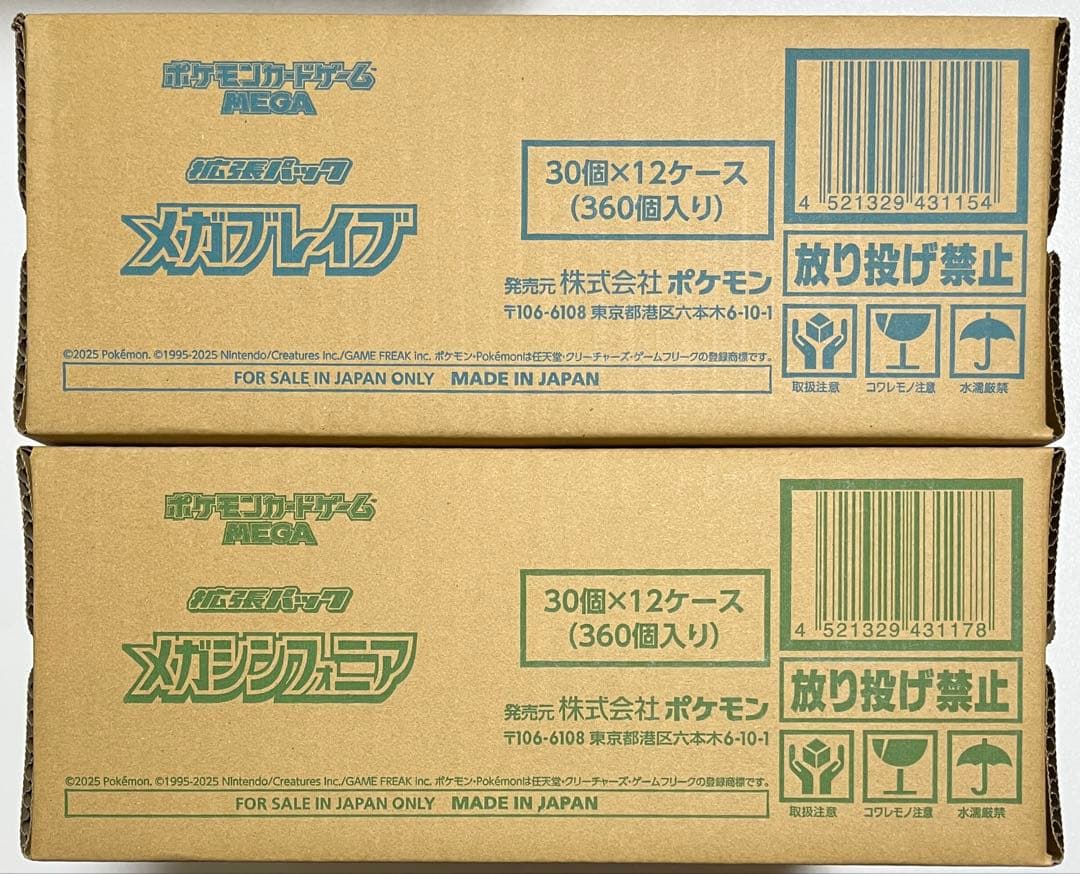 ポケモンカードゲーム
MEGA
拡張パック
メガブレイブ
30個×12ケース
(360個入り)
4 521329 431154
発売元 株式会社 ポケモン
〒106-6108 東京都港区六本木6-10-1
放り投げ禁止
取扱注意 コワレモノ注意 水濡厳禁
©2025 Pokémon. ©1995-2025 Nintendo/Creatures Inc./GAME FREAK inc. ポケモン・Pokémonは任天堂・クリーチャーズ・ゲームフリークの登録商標です。
FOR SALE IN JAPAN ONLY MADE IN JAPAN
ポケモンカードゲーム
MEGA
拡張パック
メガシンフォニア
30個×12ケース
(360個入り)
4 521329 431178
発売元 株式会社 ポケモン
〒106-6108 東京都港区六本木6-10-1
放り投げ禁止
取扱注意 コワレモノ注意 水濡厳禁
©2025 Pokémon. ©1995-2025 Nintendo/Creatures Inc./GAME FREAK inc. ポケモン・Pokémonは任天堂・クリーチャーズ・ゲームフリークの登録商標です。
FOR SALE IN JAPAN ONLY MADE IN JAPAN